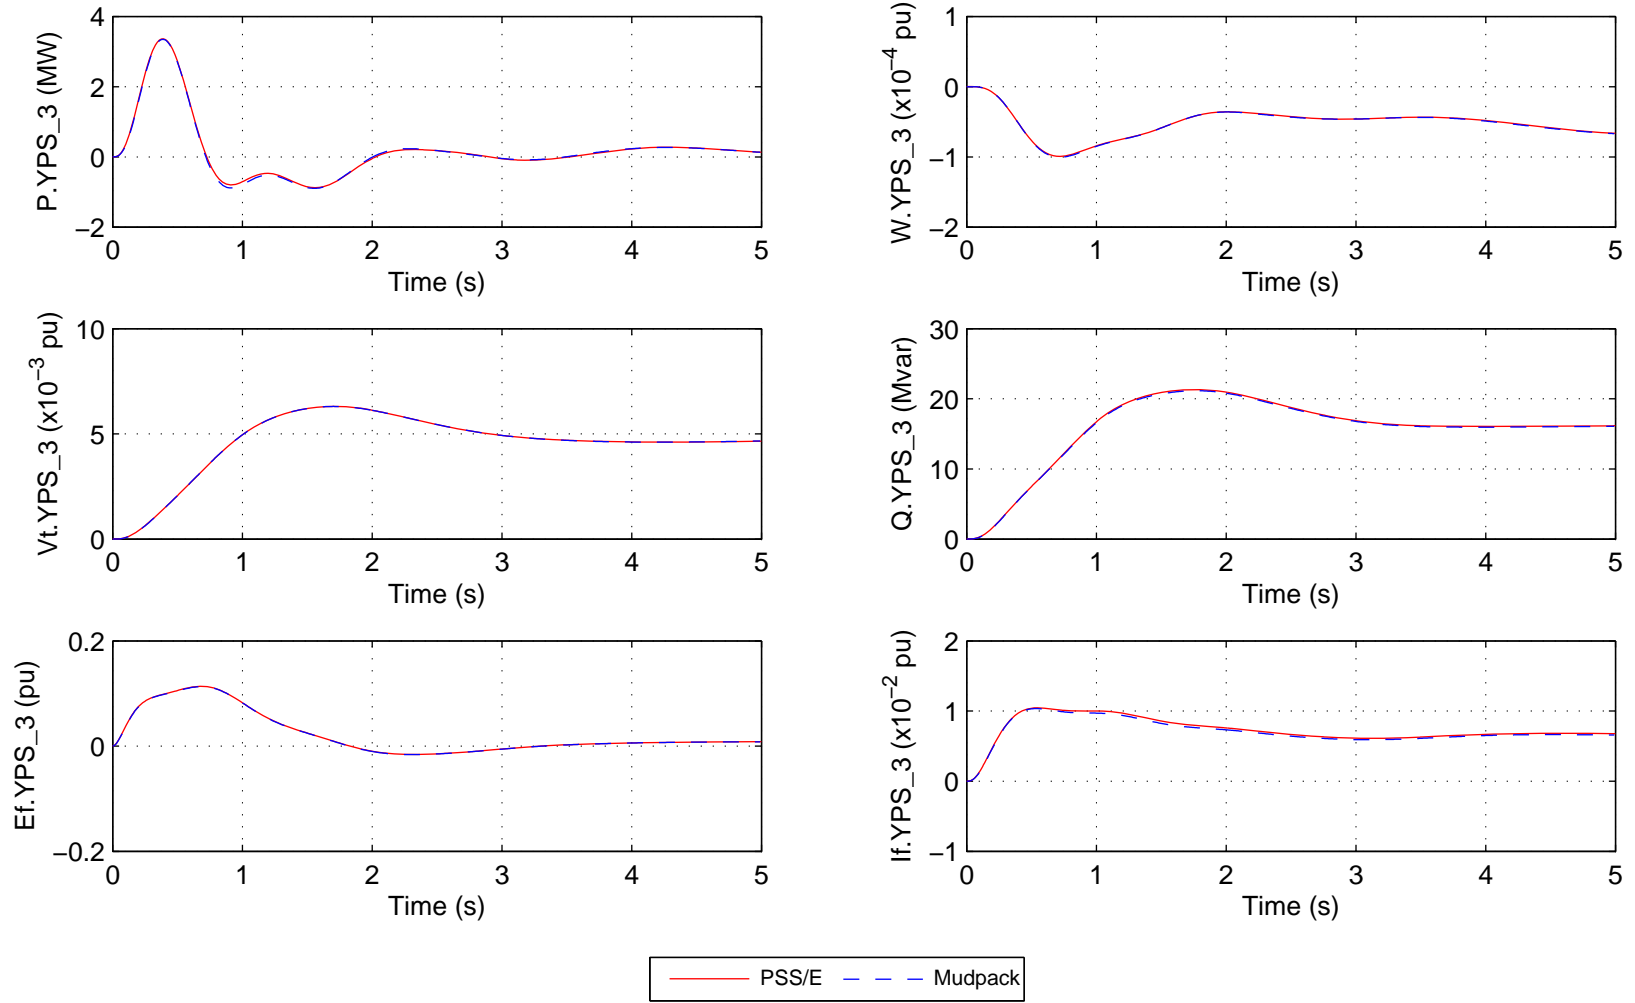 P.YPS_3 (MW)
4
2
0
−2
0 1 2 3 4 5
Time (s)
W.YPS_3 (x10⁻⁴ pu)
1
0
−1
−2
0 1 2 3 4 5
Time (s)
Vt.YPS_3 (x10⁻³ pu)
10
5
0
0 1 2 3 4 5
Time (s)
Q.YPS_3 (Mvar)
30
20
10
0
0 1 2 3 4 5
Time (s)
Ef.YPS_3 (pu)
0.2
0
−0.2
0 1 2 3 4 5
Time (s)
If.YPS_3 (x10⁻² pu)
2
1
0
−1
0 1 2 3 4 5
Time (s)
PSS/E Mudpack